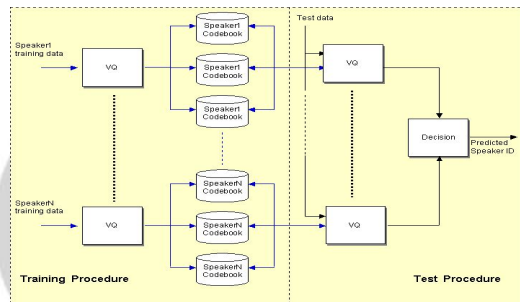 Speaker1
training data
VQ
Speaker1
Codebook
Speaker1
Codebook
Speaker1
Codebook
Test data
VQ
Decision
Predicted
Speaker ID
SpeakerN
training data
VQ
SpeakerN
Codebook
SpeakerN
Codebook
SpeakerN
Codebook
VQ
Training Procedure
Test Procedure